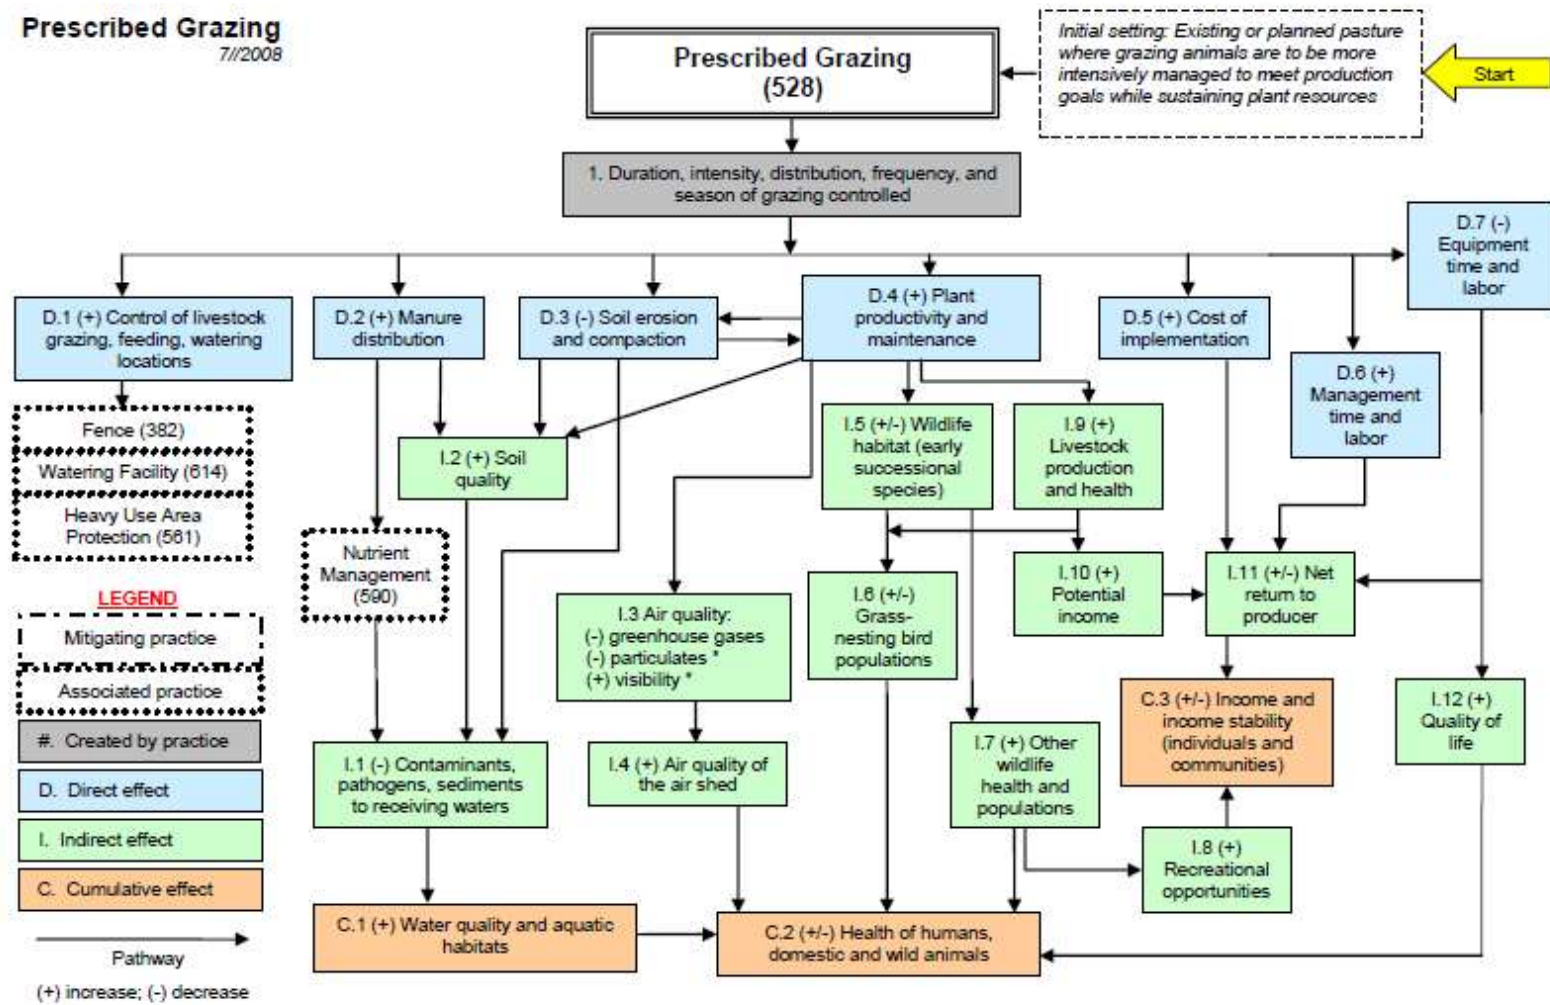 Prescribed Grazing
7//2008
Prescribed Grazing
(528)
Initial setting: Existing or planned pasture
where grazing animals are to be more
intensively managed to meet production
goals while sustaining plant resources
Start
1. Duration, intensity, distribution, frequency, and
season of grazing controlled
D.7 (-)
Equipment
time and
labor
D.1 (+) Control of livestock
grazing, feeding, watering
locations
D.2 (+) Manure
distribution
D.3 (-) Soil erosion
and compaction
D.4 (+) Plant
productivity and
maintenance
D.5 (+) Cost of
implementation
D.6 (+)
Management
time and
labor
Fence (382)
Watering Facility (614)
Heavy Use Area
Protection (561)
I.2 (+) Soil
quality
I.5 (+/-) Wildlife
habitat (early
successional
species)
I.9 (+)
Livestock
production
and health
Nutrient
Management
(590)
I.3 Air quality:
(-) greenhouse gases
(-) particulates *
(+) visibility *
I.6 (+/-)
Grass-
nesting bird
populations
I.10 (+)
Potential
income
I.11 (+/-) Net
return to
producer
LEGEND
Mitigating practice
Associated practice
#. Created by practice
D. Direct effect
I. Indirect effect
C. Cumulative effect
Pathway
(+) increase; (-) decrease
I.1 (-) Contaminants,
pathogens, sediments
to receiving waters
I.4 (+) Air quality of
the air shed
I.7 (+) Other
wildlife
health and
populations
C.3 (+/-) Income and
income stability
(individuals and
communities)
I.12 (+)
Quality of
life
I.8 (+)
Recreational
opportunities
C.1 (+) Water quality and aquatic
habitats
C.2 (+/-) Health of humans,
domestic and wild animals